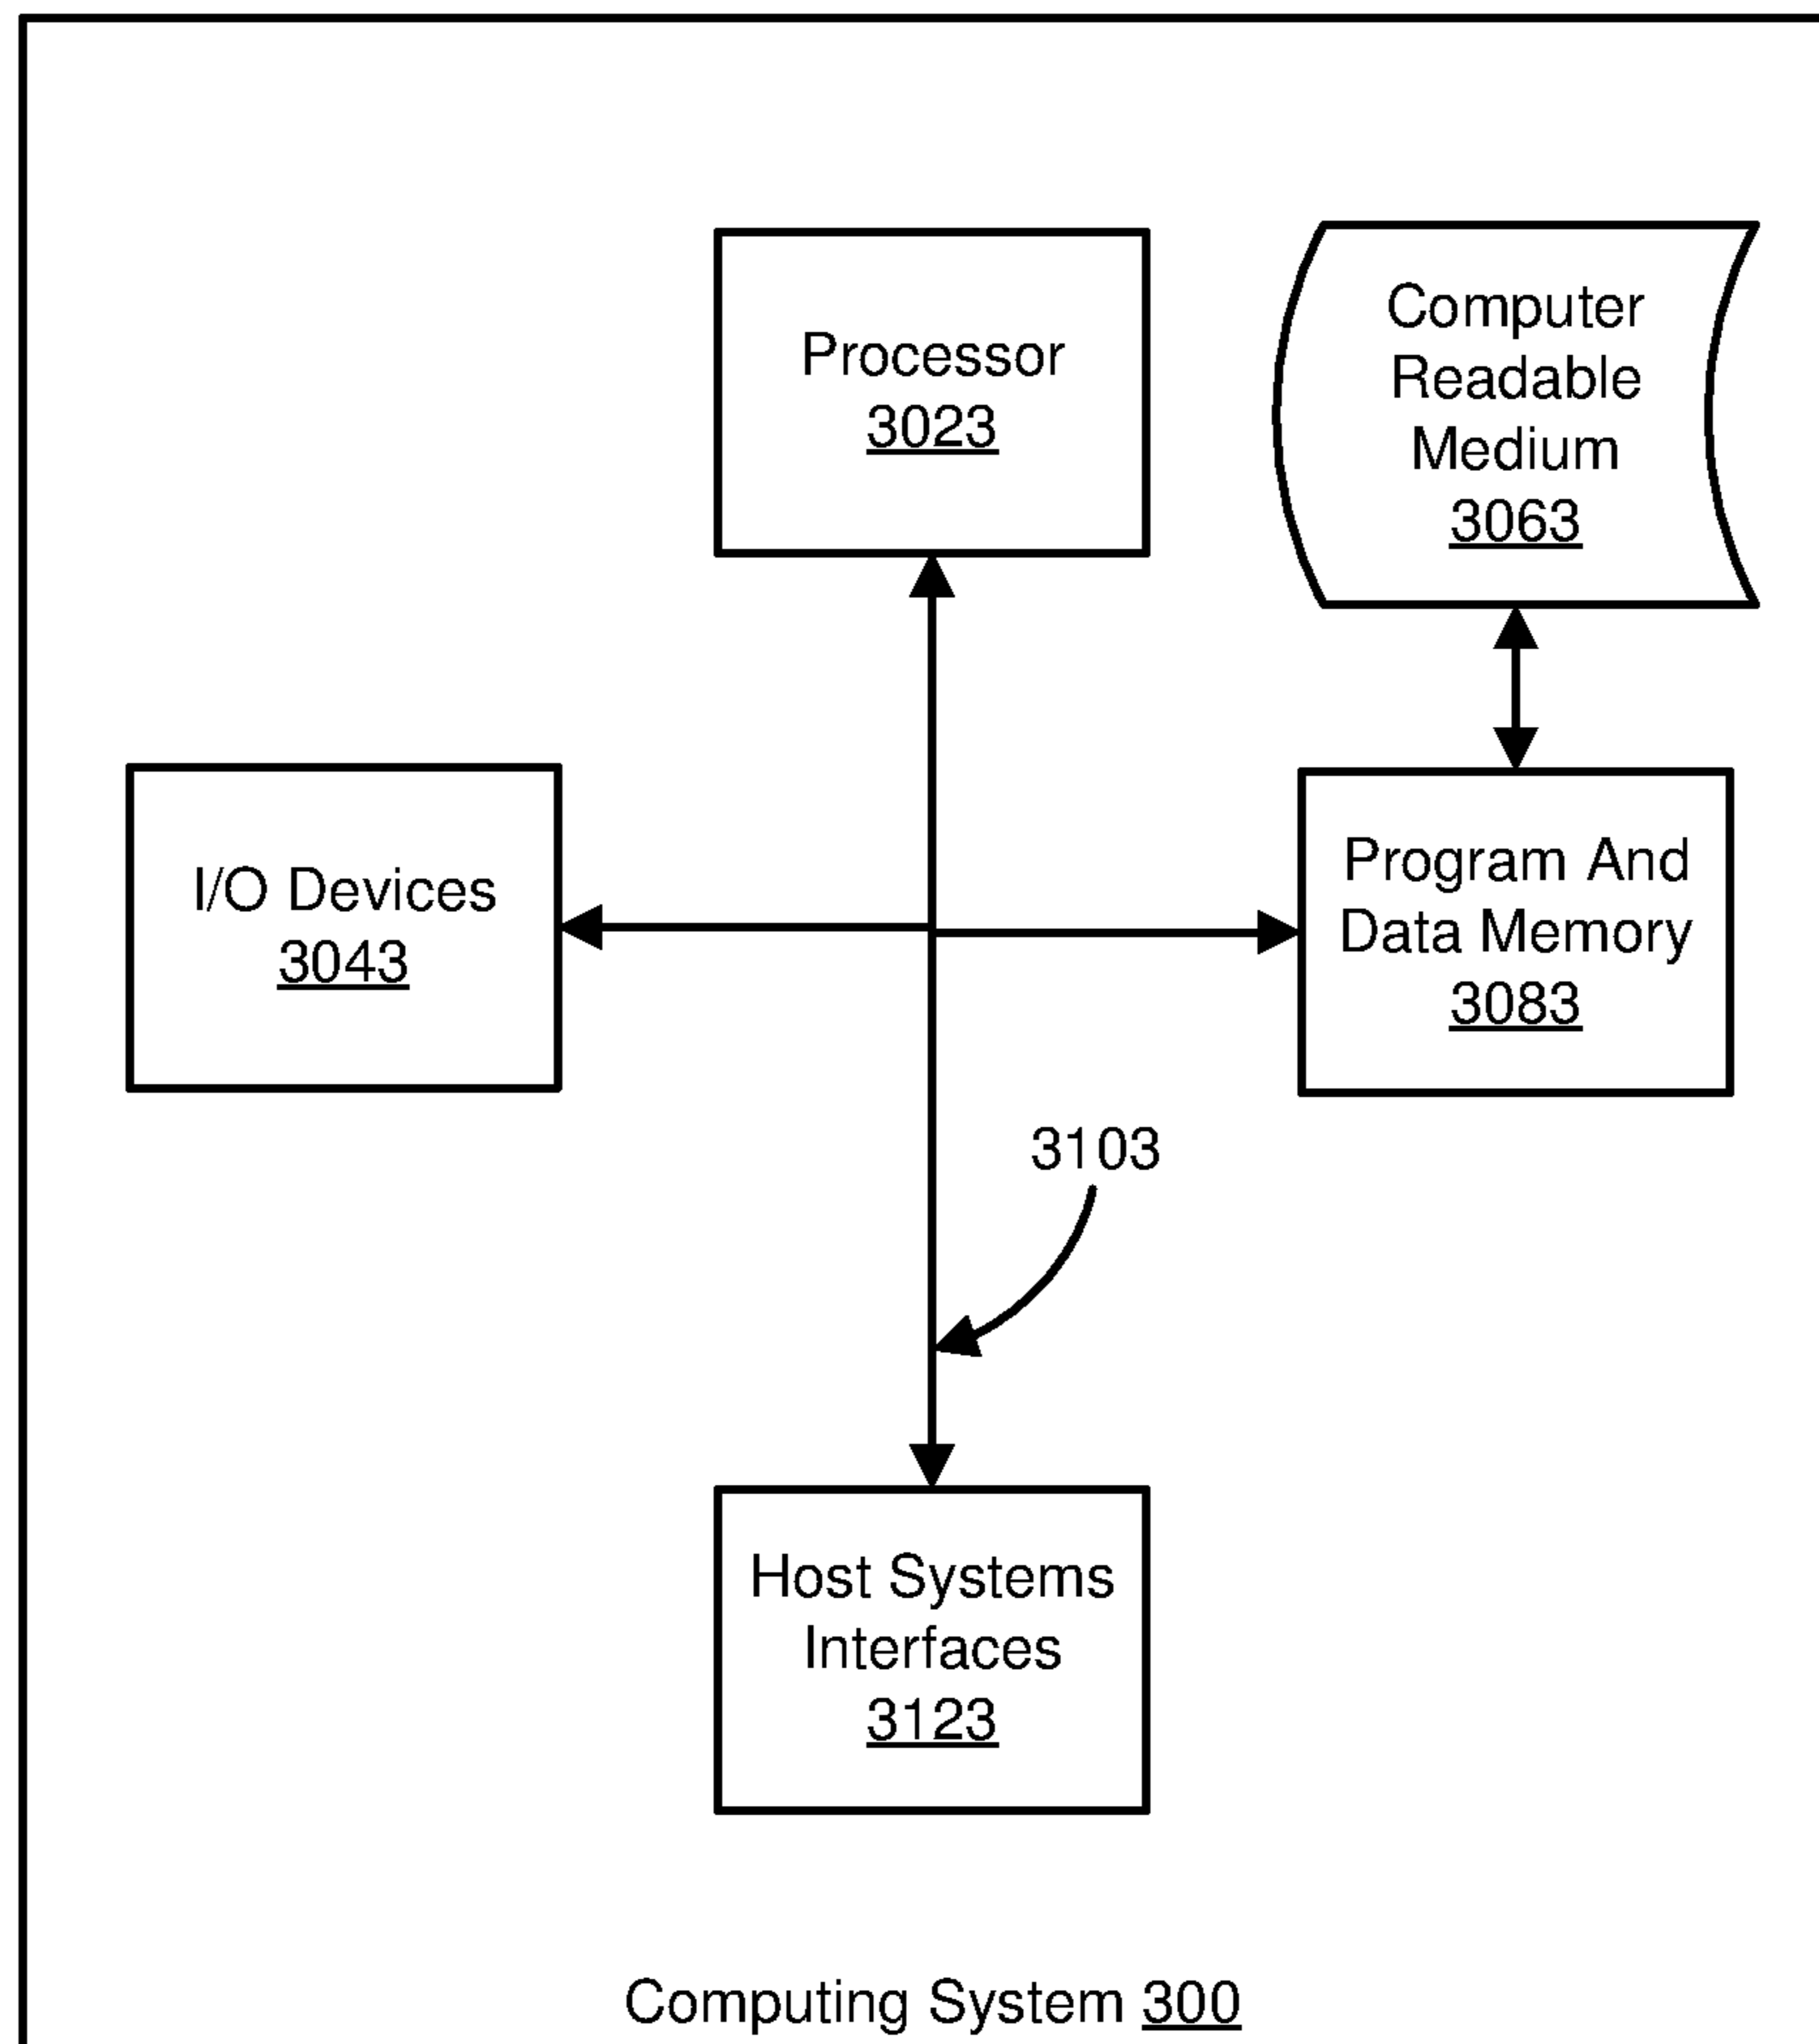 Processor
3023
Computer
Readable
Medium
3063
I/O Devices
3043
Program And
Data Memory
3083
3103
Host Systems
Interfaces
3123
Computing System 300